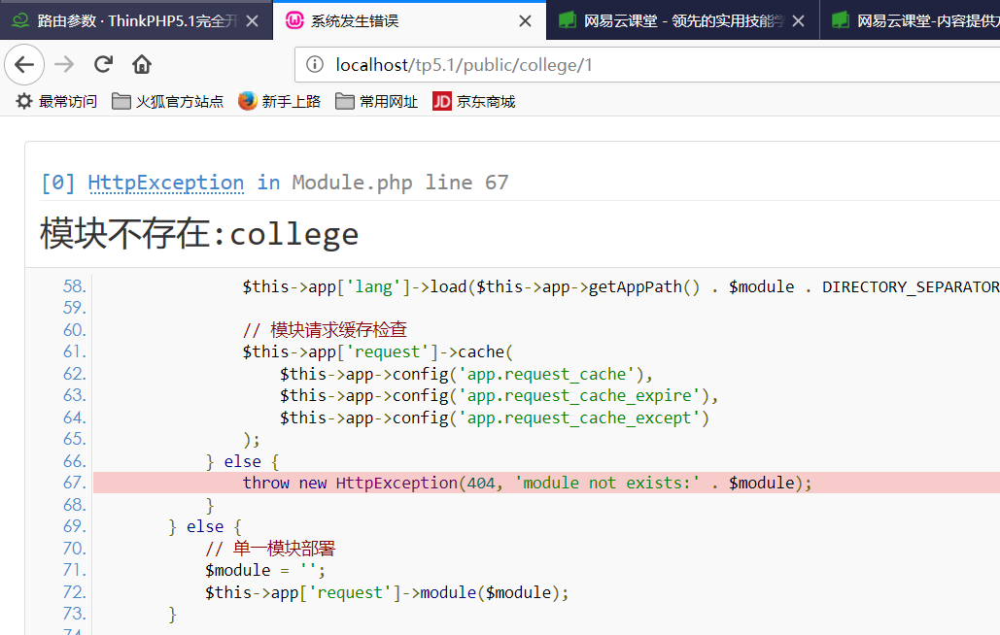 路由参数 · ThinkPHP5.1完全开
系统发生错误
网易云课堂 - 领先的实用技能学
网易云课堂-内容提供方
localhost/tp5.1/public/college/1
最常访问 火狐官方站点 新手上路 常用网址 JD 京东商城
[0] HttpException in Module.php line 67
模块不存在:college
58. $this->app['lang']->load($this->app->getAppPath() . $module . DIRECTORY_SEPARATOR
59.
60. // 模块请求缓存检查
61. $this->app['request']->cache(
62. $this->app->config('app.request_cache'),
63. $this->app->config('app.request_cache_expire'),
64. $this->app->config('app.request_cache_except')
65. );
66. } else {
67. throw new HttpException(404, 'module not exists:' . $module);
68. }
69. } else {
70. // 单一模块部署
71. $module = '';
72. $this->app['request']->module($module);
73. }
74.